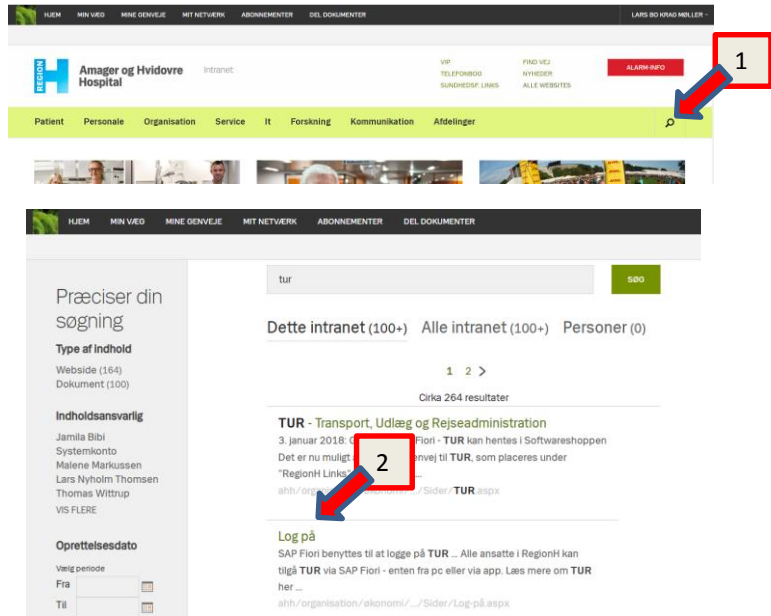 HJEM MIN VÆG MINE GENVEJE MIT NETVÆRK ABONNEMENTER DEL DOKUMENTER LARS BO KRAG MØLLER
1
REGION H
Amager og Hvidovre Hospital
Intranet
VIP
TELEFONBOG
SUNDHEDSF. LINKS
FIND VEJ
NYHEDER
ALLE WEBSITES
ALARM-INFO
Patient Personale Organisation Service It Forskning Kommunikation Afdelinger
HJEM MIN VÆG MINE GENVEJE MIT NETVÆRK ABONNEMENTER DEL DOKUMENTER
Præciser din
søgning
Type af indhold
Webside (164)
Dokument (100)
Indholdsansvarlig
Jamila Bibi
Systemkonto
Malene Markussen
Lars Nyholm Thomsen
Thomas Wittrup
VIS FLERE
Oprettelsesdato
Vælg periode
Fra
Til
tur SØG
Dette intranet (100+) Alle intranet (100+) Personer (0)
1 2 >
Cirka 264 resultater
TUR - Transport, Udlæg og Rejseadministration
3. januar 2018: Fiori - TUR kan hentes i Softwareshoppen
Det er nu muligt envej til TUR, som placeres under
"RegionH Links" ...
ahh/ /Sider/TUR.aspx
2
Log på
SAP Fiori benyttes til at logge på TUR ... Alle ansatte i RegionH kan
tilgå TUR via SAP Fiori - enten fra pc eller via app. Læs mere om TUR
her ...
ahh/organisation/økonomi/.../Sider/Log-på.aspx